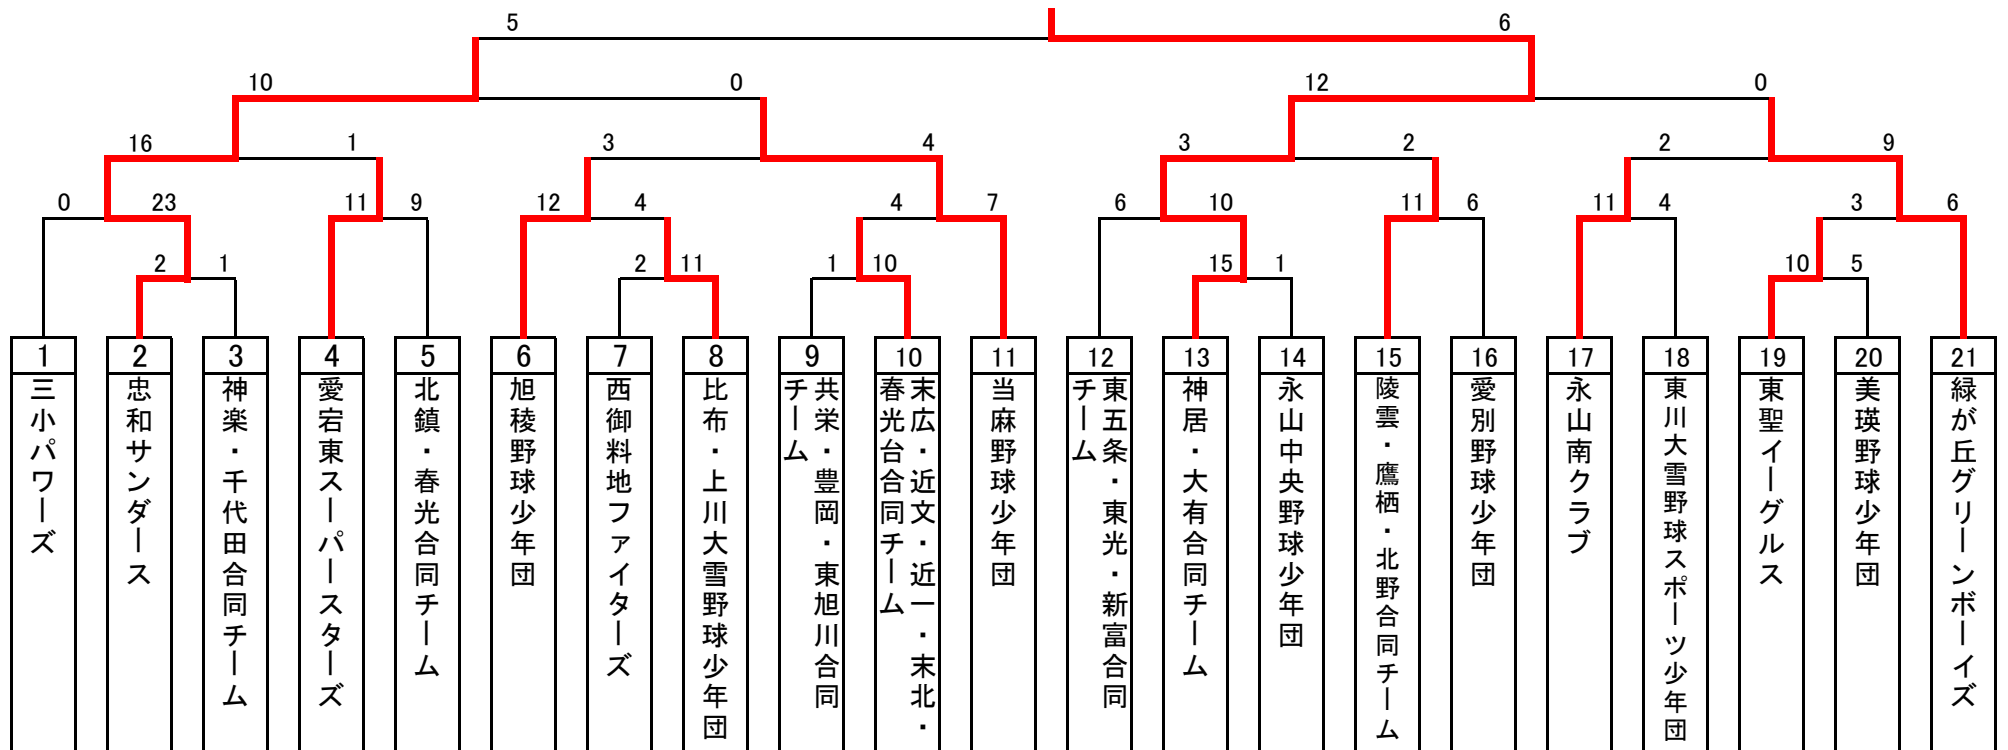 5 6
10 0 12 0
16 1 3 4 3 2 2 9
0 23 11 9 12 4 4 7 6 10 11 6 11 4 3 6
2 1 2 11 1 10 15 1 10 5
1 2 3 4 5 6 7 8 9 10 11 12 13 14 15 16 17 18 19 20 21
三小パワーズ
忠和サンダース
神楽・千代田合同チーム
愛宕東スーパースターズ
北鎮・春光合同チーム
旭稜野球少年団
西御料地ファイターズ
比布・上川大雪野球少年団
共栄・豊岡・東旭川合同
チーム
末広・近文・近一・末北・
春光台合同チーム
当麻野球少年団
東五条・東光・新富合同
チーム
神居・大有合同チーム
永山中央野球少年団
陵雲・鷹栖・北野合同チーム
愛別野球少年団
永山南クラブ
東川大雪野球スポーツ少年団
東聖イーグルス
美瑛野球少年団
緑が丘グリーンボーイズ